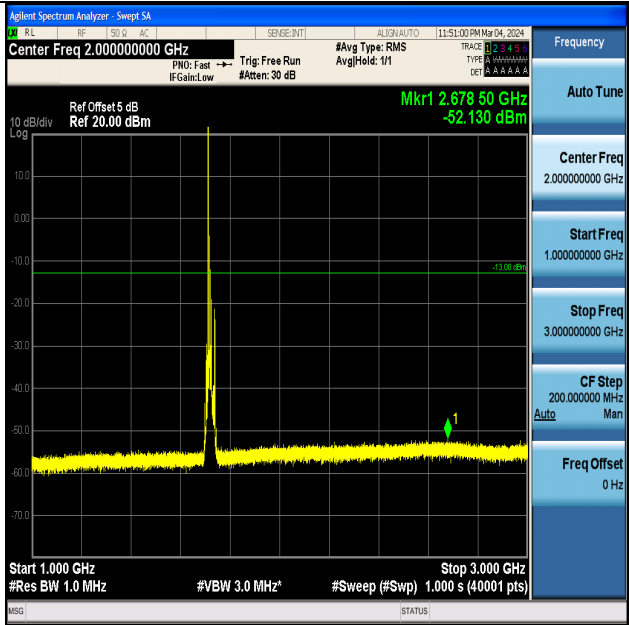 Agilent Spectrum Analyzer - Swept SA
RL RF 50 Ω AC SENSE:INT ALIGN AUTO 11:51:00 PM Mar 04, 2024
Center Freq 2.000000000 GHz #Avg Type: RMS TRACE 1 2 3 4 5 6
PNO: Fast Trig: Free Run Avg|Hold: 1/1 TYPE A
IFGain:Low #Atten: 30 dB DET A A A A A A
Mkr1 2.678 50 GHz
Ref Offset 5 dB
10 dB/div Ref 20.00 dBm -52.130 dBm
Log
10.0
0.00
-10.0
-13.00 dBm
-20.0
-30.0
-40.0
1
-50.0
-60.0
-70.0
Start 1.000 GHz Stop 3.000 GHz
#Res BW 1.0 MHz #VBW 3.0 MHz* #Sweep (#Swp) 1.000 s (40001 pts)
MSG STATUS
Frequency
Auto Tune
Center Freq
2.000000000 GHz
Start Freq
1.000000000 GHz
Stop Freq
3.000000000 GHz
CF Step
200.000000 MHz
Auto Man
Freq Offset
0 Hz